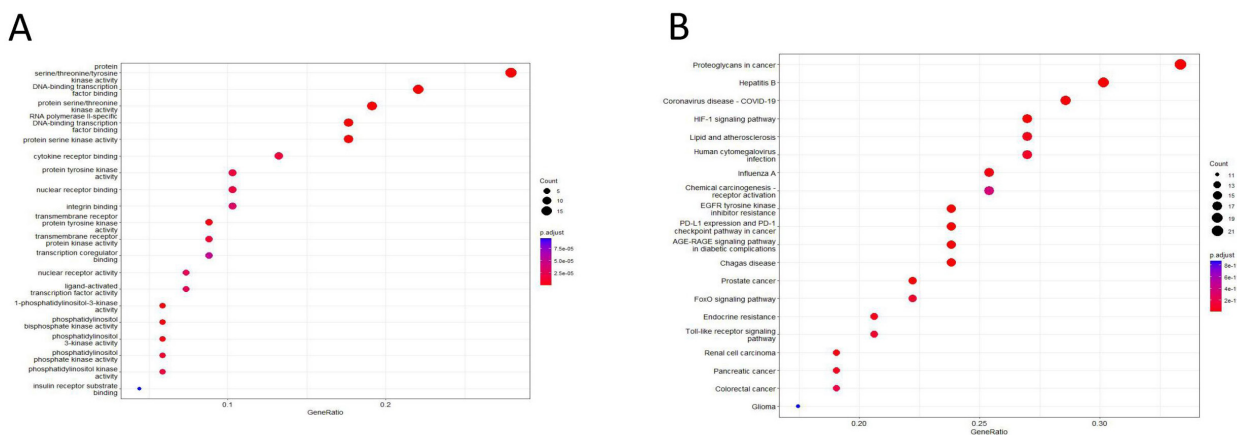 A
protein
serine/threonine/tyrosine
kinase activity
DNA-binding transcription
factor binding
protein serine/threonine
kinase activity
RNA polymerase II-specific
DNA-binding transcription
factor binding
protein serine kinase activity
cytokine receptor binding
protein tyrosine kinase
activity
nuclear receptor binding
integrin binding
transmembrane receptor
protein tyrosine kinase
activity
transmembrane receptor
protein kinase activity
transcription coregulator
binding
nuclear receptor activity
ligand-activated
transcription factor activity
1-phosphatidylinositol-3-kinase
activity
phosphatidylinositol
bisphosphate kinase activity
phosphatidylinositol
3-kinase activity
phosphatidylinositol
phosphate kinase activity
phosphatidylinositol kinase
activity
insulin receptor substrate
binding
0.1
0.2
GeneRatio
Count
5
10
15
p.adjust
7.5e-05
5.0e-05
2.5e-05
B
Proteoglycans in cancer
Hepatitis B
Coronavirus disease - COVID-19
HIF-1 signaling pathway
Lipid and atherosclerosis
Human cytomegalovirus
infection
Influenza A
Chemical carcinogenesis -
receptor activation
EGFR tyrosine kinase
inhibitor resistance
PD-L1 expression and PD-1
checkpoint pathway in cancer
AGE-RAGE signaling pathway
in diabetic complications
Chagas disease
Prostate cancer
FoxO signaling pathway
Endocrine resistance
Toll-like receptor signaling
pathway
Renal cell carcinoma
Pancreatic cancer
Colorectal cancer
Glioma
0.20
0.25
0.30
GeneRatio
Count
11
13
15
17
19
21
p.adjust
8e-1
6e-1
4e-1
2e-1